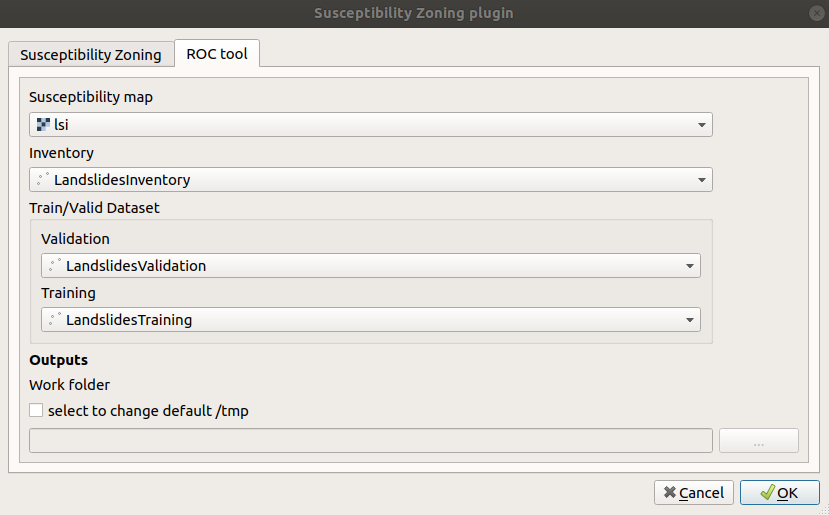 Susceptibility Zoning plugin
Susceptibility Zoning
ROC tool
Susceptibility map
lsi
Inventory
LandslidesInventory
Train/Valid Dataset
Validation
LandslidesValidation
Training
LandslidesTraining
Outputs
Work folder
select to change default /tmp
...
Cancel
OK